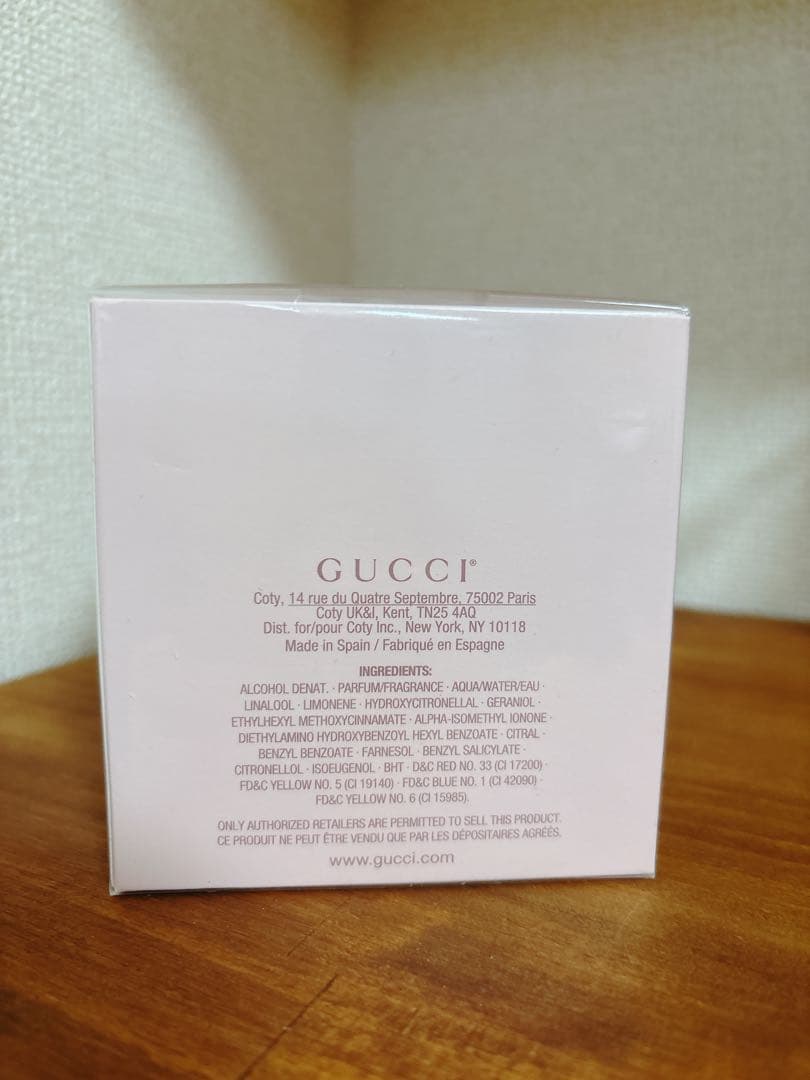 GUCCI®
Coty, 14 rue du Quatre Septembre, 75002 Paris
Coty UK&I, Kent, TN25 4AQ
Dist. for/pour Coty Inc., New York, NY 10118
Made in Spain / Fabriqué en Espagne
INGREDIENTS:
ALCOHOL DENAT. · PARFUM/FRAGRANCE · AQUA/WATER/EAU ·
LINALOOL · LIMONENE · HYDROXYCITRONELLAL · GERANIOL ·
ETHYLHEXYL METHOXYCINNAMATE · ALPHA-ISOMETHYL IONONE ·
DIETHYLAMINO HYDROXYBENZOYL HEXYL BENZOATE · CITRAL ·
BENZYL BENZOATE · FARNESOL · BENZYL SALICYLATE ·
CITRONELLOL · ISOEUGENOL · BHT · D&C RED NO. 33 (CI 17200) ·
FD&C YELLOW NO. 5 (CI 19140) · FD&C BLUE NO. 1 (CI 42090) ·
FD&C YELLOW NO. 6 (CI 15985).
ONLY AUTHORIZED RETAILERS ARE PERMITTED TO SELL THIS PRODUCT.
CE PRODUIT NE PEUT ÊTRE VENDU QUE PAR LES DÉPOSITAIRES AGRÉÉS.
www.gucci.com